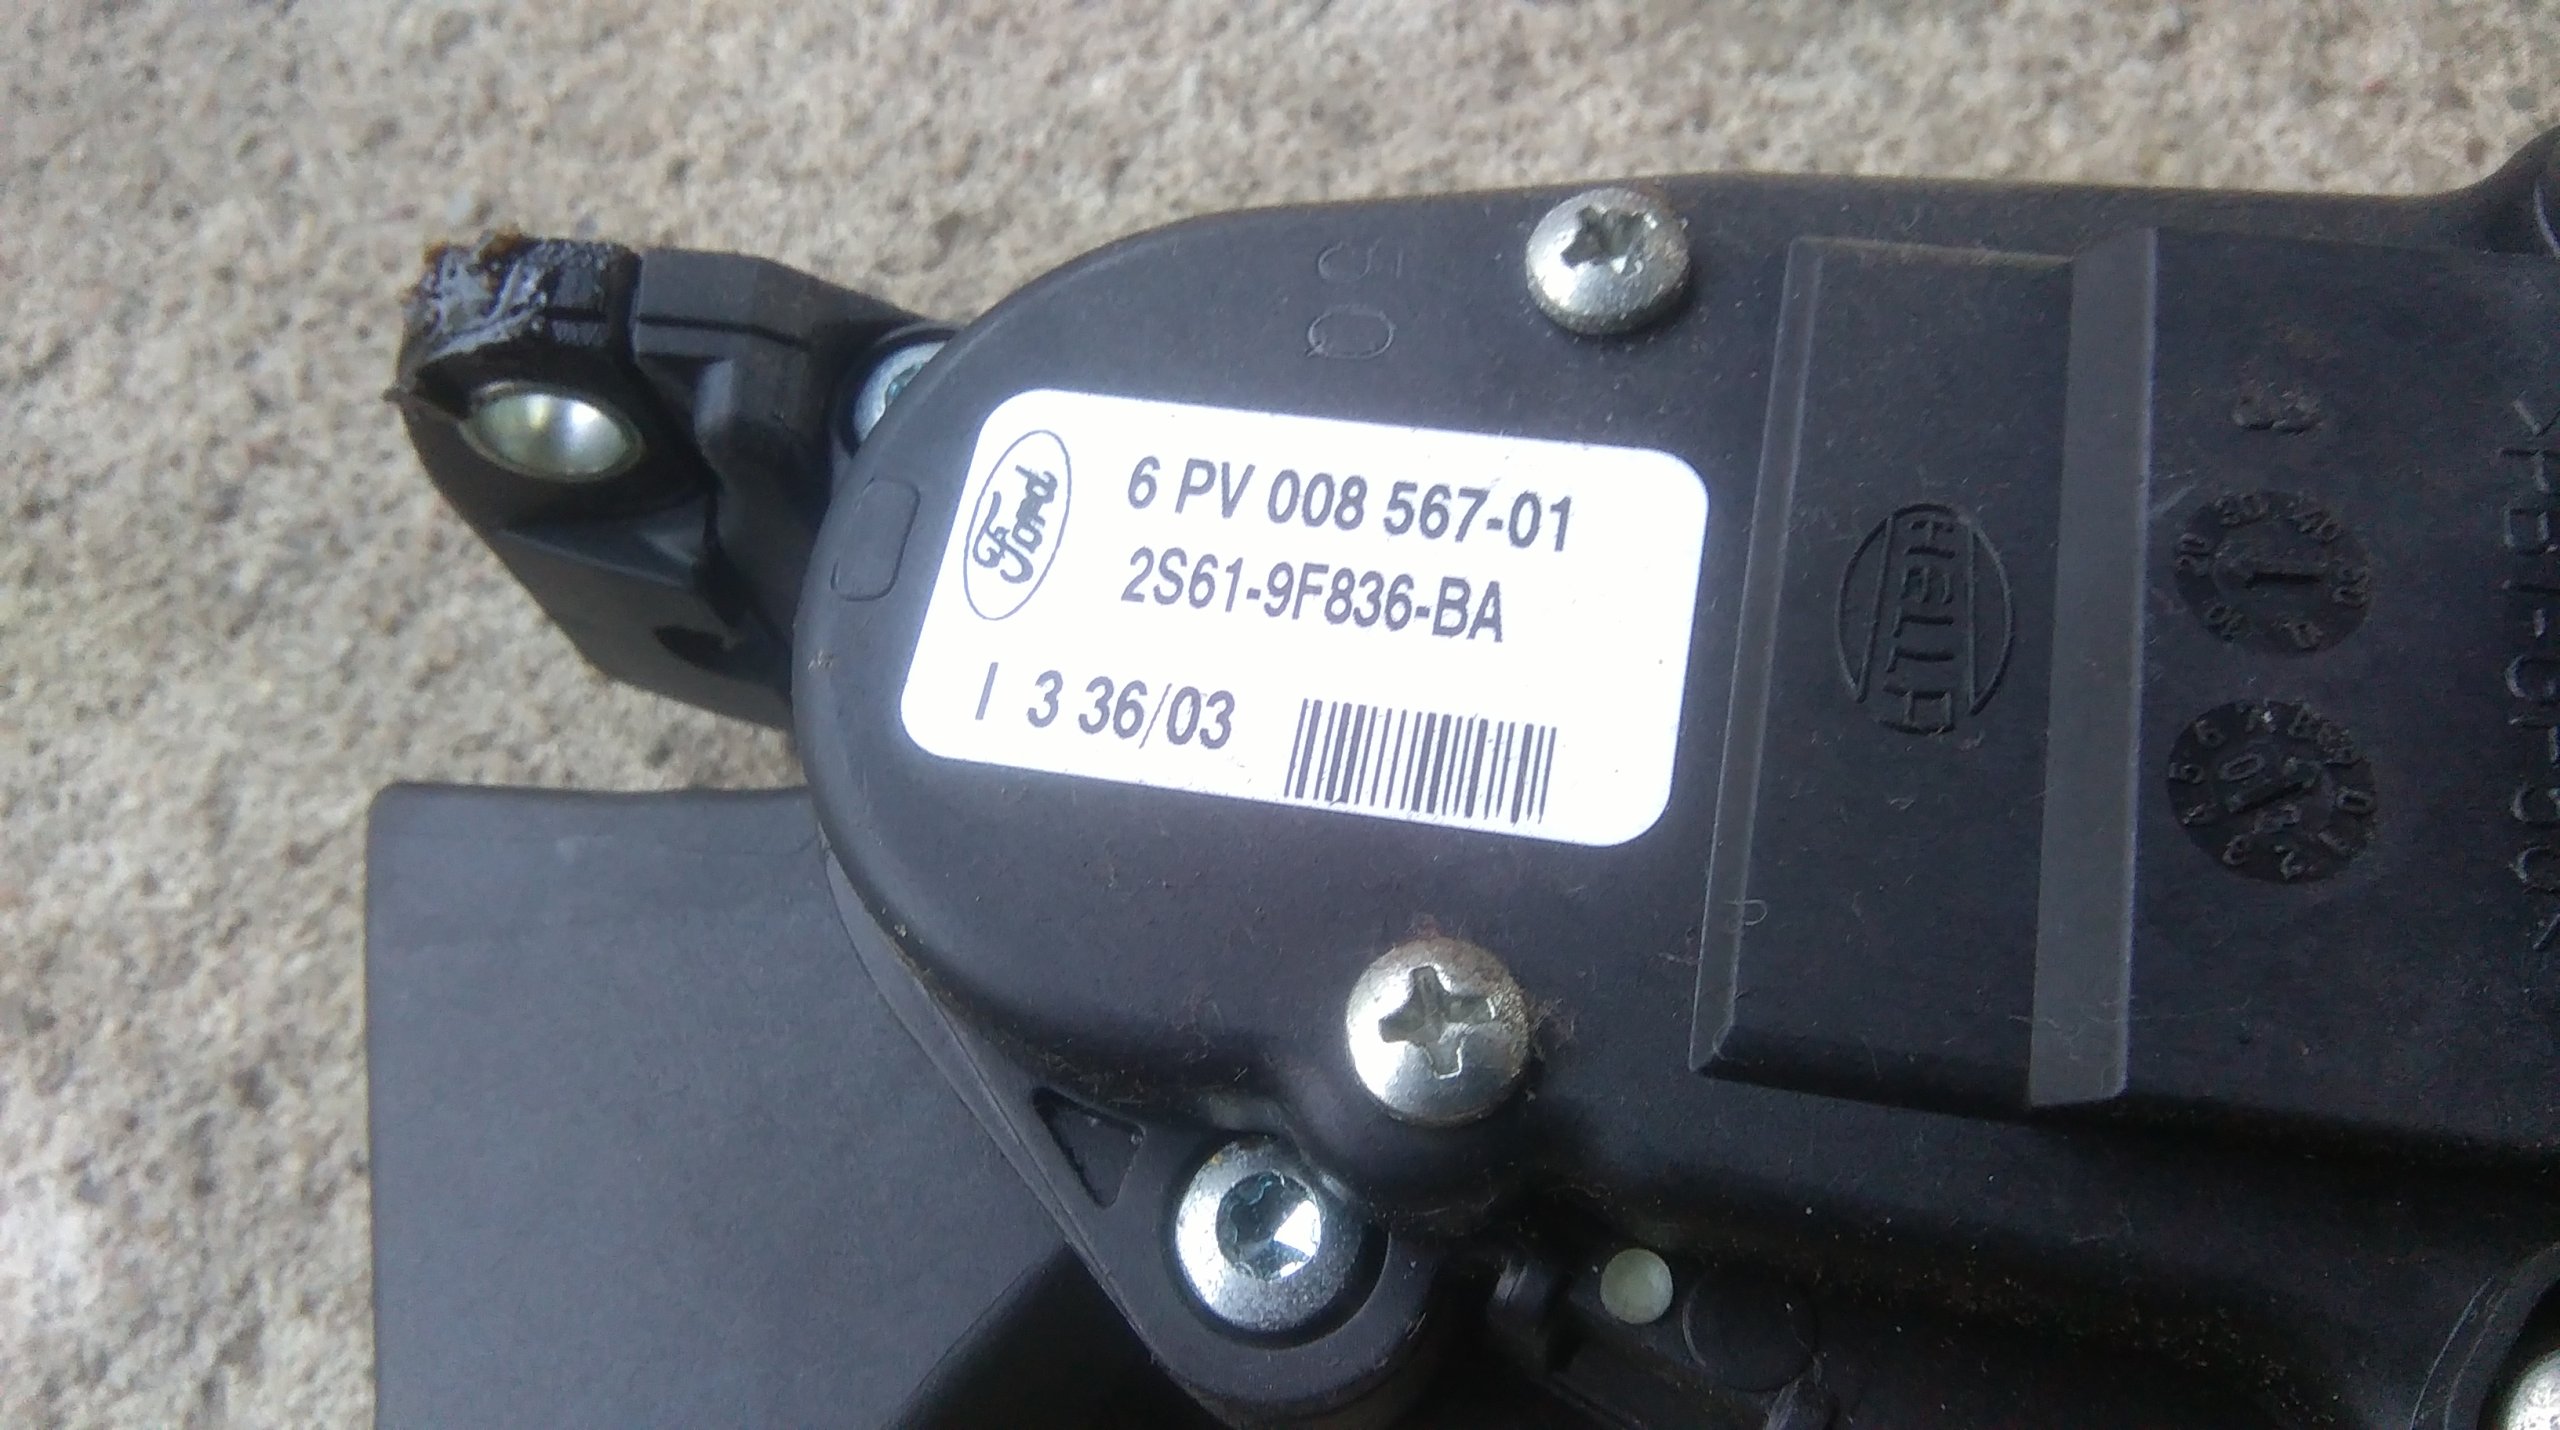 Ford
6 PV 008 567-01
2S61-9F836-BA
I 3 36/03
HELLA